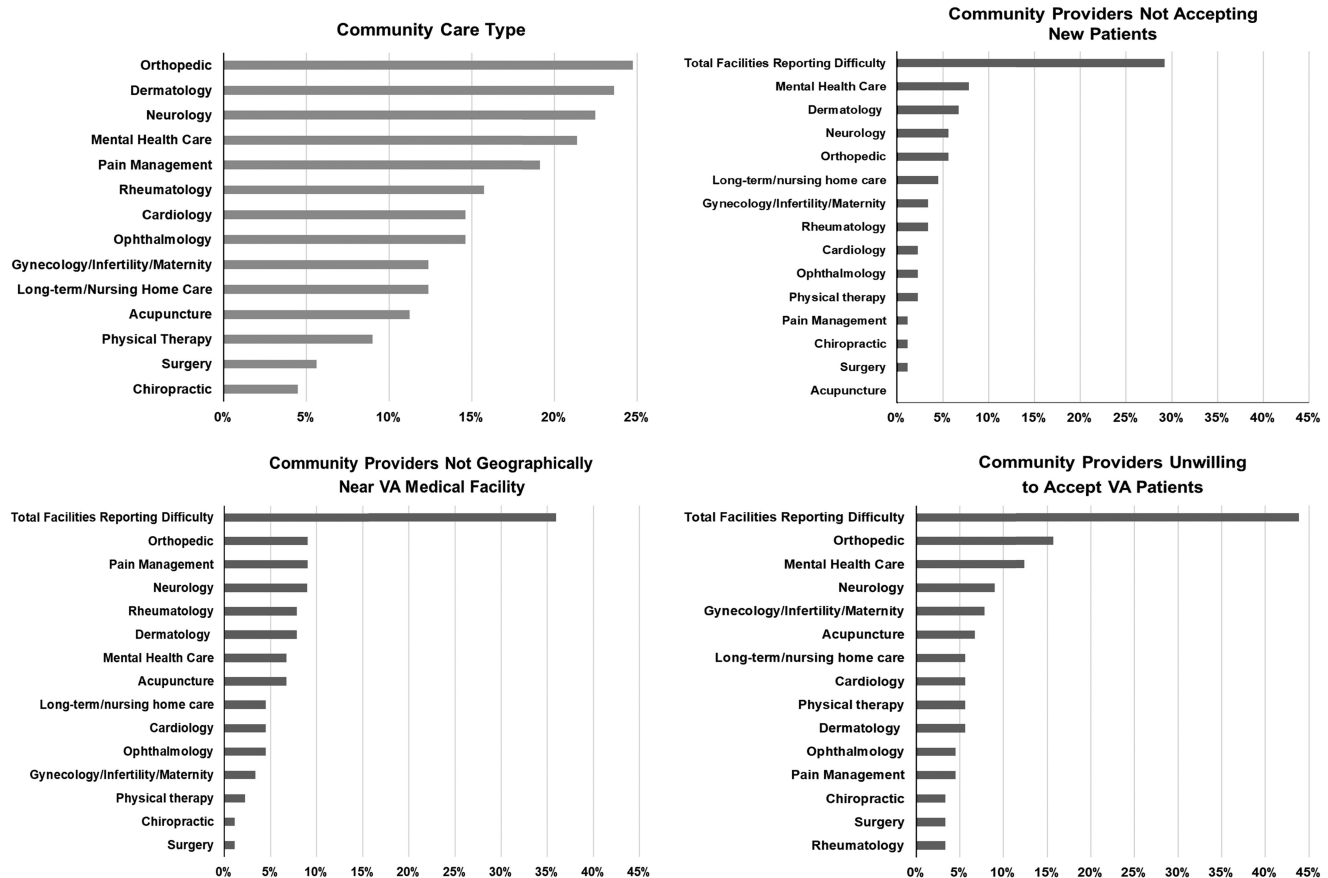 Community Care Type
Orthopedic
Dermatology
Neurology
Mental Health Care
Pain Management
Rheumatology
Cardiology
Ophthalmology
Gynecology/Infertility/Maternity
Long-term/Nursing Home Care
Acupuncture
Physical Therapy
Surgery
Chiropractic
0% 5% 10% 15% 20% 25%
Community Providers Not Accepting
New Patients
Total Facilities Reporting Difficulty
Mental Health Care
Dermatology
Neurology
Orthopedic
Long-term/nursing home care
Gynecology/Infertility/Maternity
Rheumatology
Cardiology
Ophthalmology
Physical therapy
Pain Management
Chiropractic
Surgery
Acupuncture
0% 5% 10% 15% 20% 25% 30% 35% 40% 45%
Community Providers Not Geographically
Near VA Medical Facility
Total Facilities Reporting Difficulty
Orthopedic
Pain Management
Neurology
Rheumatology
Dermatology
Mental Health Care
Acupuncture
Long-term/nursing home care
Cardiology
Ophthalmology
Gynecology/Infertility/Maternity
Physical therapy
Chiropractic
Surgery
0% 5% 10% 15% 20% 25% 30% 35% 40% 45%
Community Providers Unwilling
to Accept VA Patients
Total Facilities Reporting Difficulty
Orthopedic
Mental Health Care
Neurology
Gynecology/Infertility/Maternity
Acupuncture
Long-term/nursing home care
Cardiology
Physical therapy
Dermatology
Ophthalmology
Pain Management
Chiropractic
Surgery
Rheumatology
0% 5% 10% 15% 20% 25% 30% 35% 40% 45%